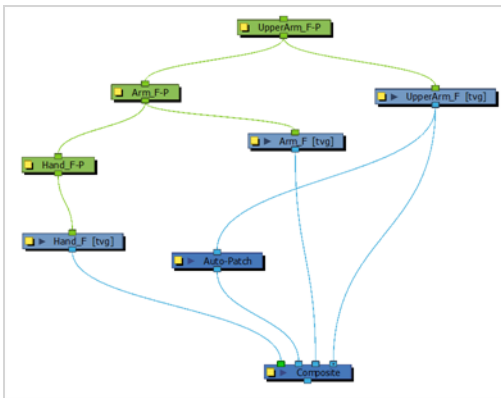 UpperArm_F-P
Arm_F-P
UpperArm_F [tvg]
Arm_F [tvg]
Hand_F-P
Hand_F [tvg]
Auto-Patch
Composite